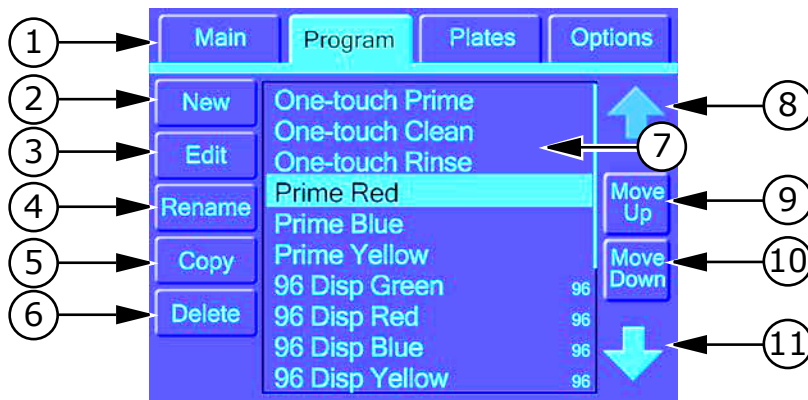 Main Program Plates Options
1
2
3
4
5
6
New
Edit
Rename
Copy
Delete
One-touch Prime
One-touch Clean
One-touch Rinse
Prime Red
Prime Blue
Prime Yellow
96 Disp Green 96
96 Disp Red 96
96 Disp Blue 96
96 Disp Yellow 96
7
Move
Up
Move
Down
8
9
10
11